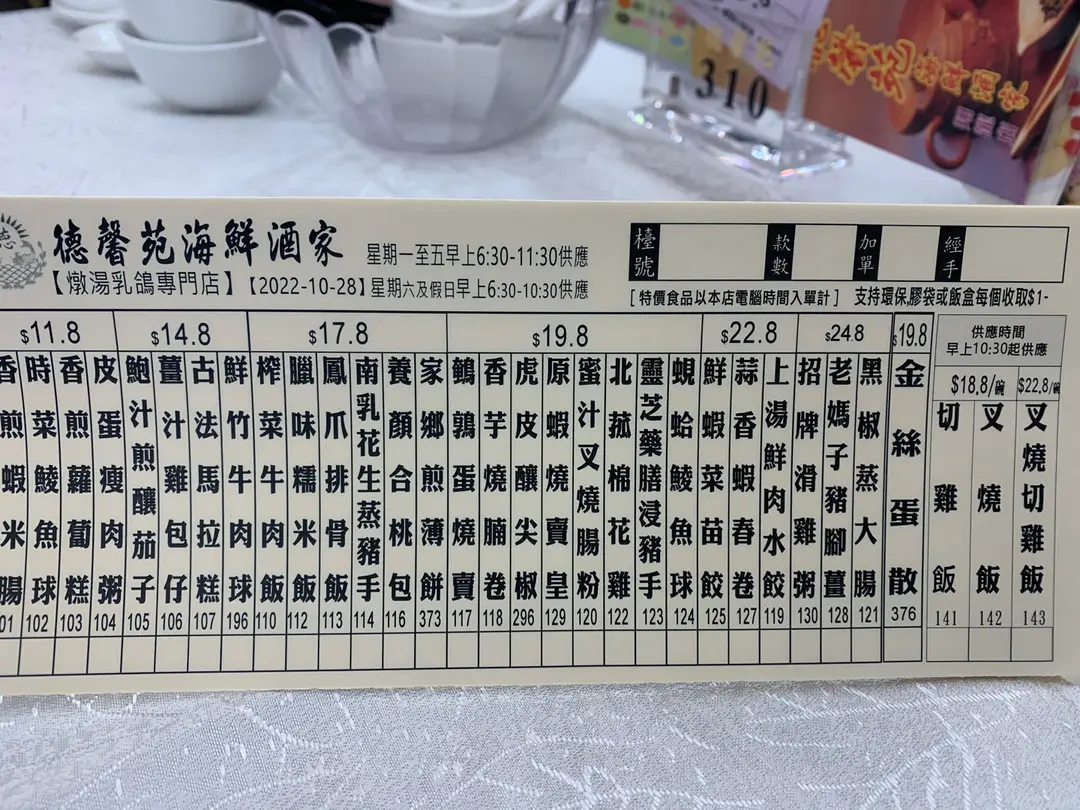 310
海鮮酒家
德馨苑海鮮酒家
星期一至五早上6:30-11:30供應
【燉湯乳鴿專門店】【2022-10-28】星期六及假日早上6:30-10:30供應
檯號
款數
加單
經手
[ 特價食品以本店電腦時間入單計 ] 支持環保,膠袋或飯盒每個收取$1-
$11.8
香煎蝦米腸 101
時菜鯪魚球 102
香煎蘿蔔糕 103
皮蛋瘦肉粥 104
$14.8
鮑汁煎釀茄子 105
薑汁雞包仔 106
古法馬拉糕 107
鮮竹牛肉球 196
$17.8
榨菜牛肉飯 110
臘味糯米飯 112
鳳爪排骨飯 113
南乳花生蒸豬手 114
養顏合桃包 116
家鄉煎薄餅 373
$19.8
鵪鶉蛋燒賣 117
香芋燒腩卷 118
虎皮釀尖椒 296
原蝦燒賣皇 129
蜜汁叉燒腸粉 120
北菰棉花雞 122
靈芝藥膳浸豬手 123
蜆蛤鯪魚球 124
$22.8
鮮蝦菜苗餃 125
蒜香蝦春卷 127
上湯鮮肉水餃 119
$24.8
招牌滑雞粥 130
老媽子豬腳薑 128
黑椒蒸大腸 121
$19.8
金絲蛋散 376
供應時間
早上10:30起供應
$18.8/碗
切雞飯 141
叉燒飯 142
$22.8/碗
叉燒切雞飯 143